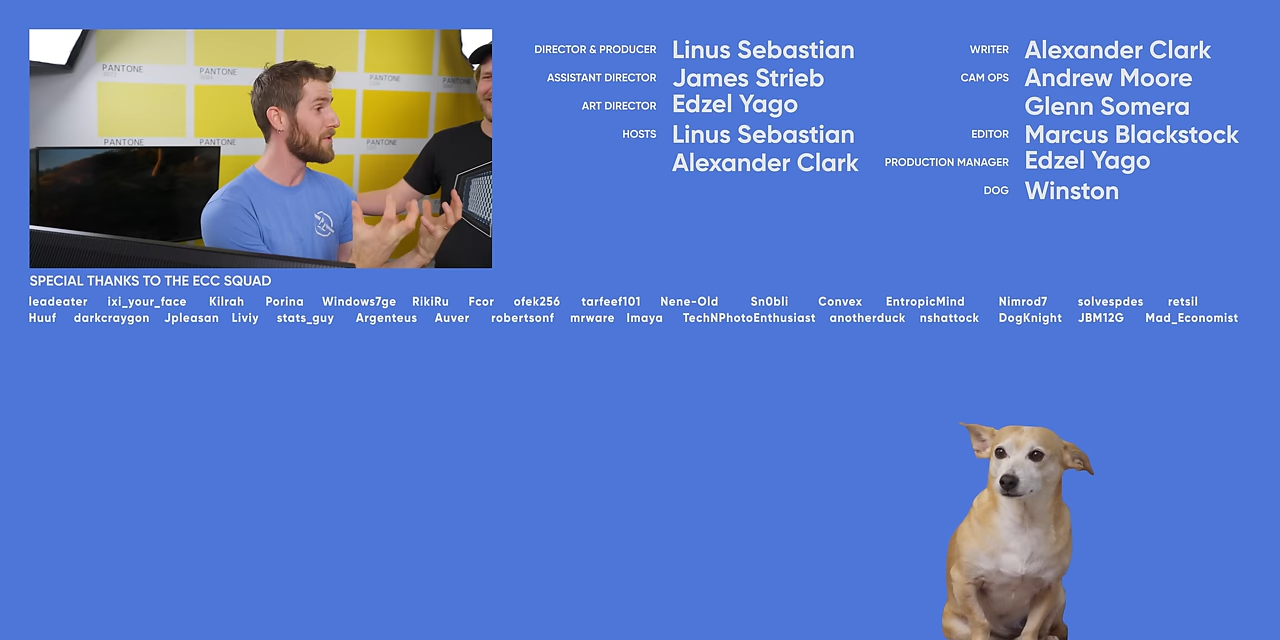 PANTONE
PANTONE
PANTONE
PANTONE
PANTONE
PANTONE
DIRECTOR & PRODUCER Linus Sebastian
ASSISTANT DIRECTOR James Strieb
ART DIRECTOR Edzel Yago
HOSTS Linus Sebastian
Alexander Clark
WRITER Alexander Clark
CAM OPS Andrew Moore
Glenn Somera
EDITOR Marcus Blackstock
PRODUCTION MANAGER Edzel Yago
DOG Winston
SPECIAL THANKS TO THE ECC SQUAD
leadeater ixi_your_face Kilrah Porina Windows7ge RikiRu Fcor ofek256 tarfeef101 Nene-Old Sn0bli Convex EntropicMind Nimrod7 solvespdes retsil
Huuf darkcraygon Jpleasan Liviy stats_guy Argenteus Auver robertsonf mrware Imaya TechNPhotoEnthusiast anotherduck nshattock DogKnight JBM12G Mad_Economist